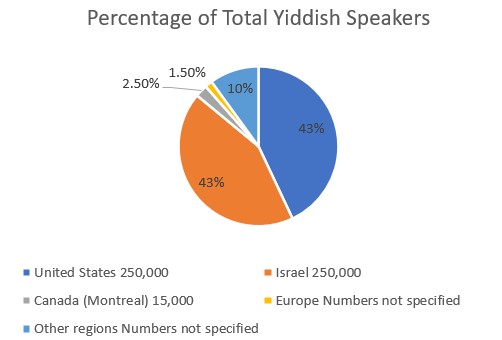 Percentage of Total Yiddish Speakers
1.50%
2.50%
10%
43%
43%
United States 250,000
Israel 250,000
Canada (Montreal) 15,000
Europe Numbers not specified
Other regions Numbers not specified